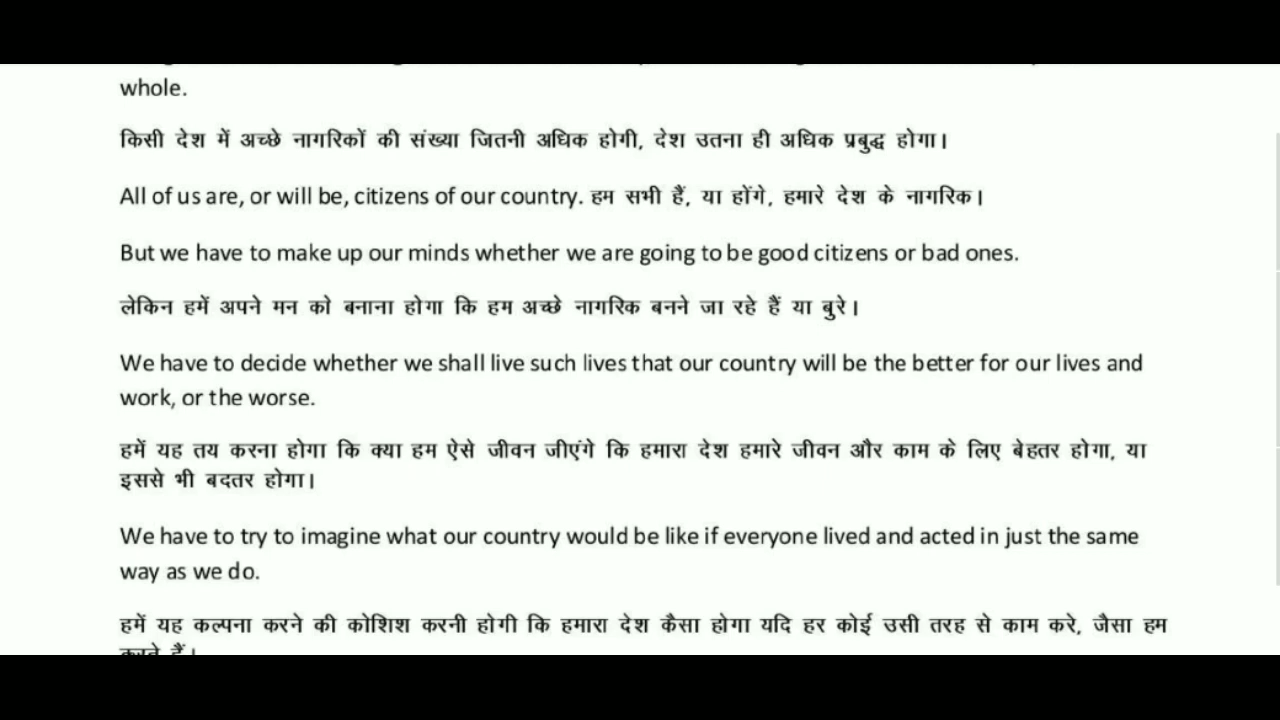 whole.
किसी देश में अच्छे नागरिकों की संख्या जितनी अधिक होगी, देश उतना ही अधिक प्रबुद्ध होगा।
All of us are, or will be, citizens of our country. हम सभी हैं, या होंगे, हमारे देश के नागरिक।
But we have to make up our minds whether we are going to be good citizens or bad ones.
लेकिन हमें अपने मन को बनाना होगा कि हम अच्छे नागरिक बनने जा रहे हैं या बुरे।
We have to decide whether we shall live such lives that our country will be the better for our lives and
work, or the worse.
हमें यह तय करना होगा कि क्या हम ऐसे जीवन जीएंगे कि हमारा देश हमारे जीवन और काम के लिए बेहतर होगा, या
इससे भी बदतर होगा।
We have to try to imagine what our country would be like if everyone lived and acted in just the same
way as we do.
हमें यह कल्पना करने की कोशिश करनी होगी कि हमारा देश कैसा होगा यदि हर कोई उसी तरह से काम करे, जैसा हम
करते हैं।